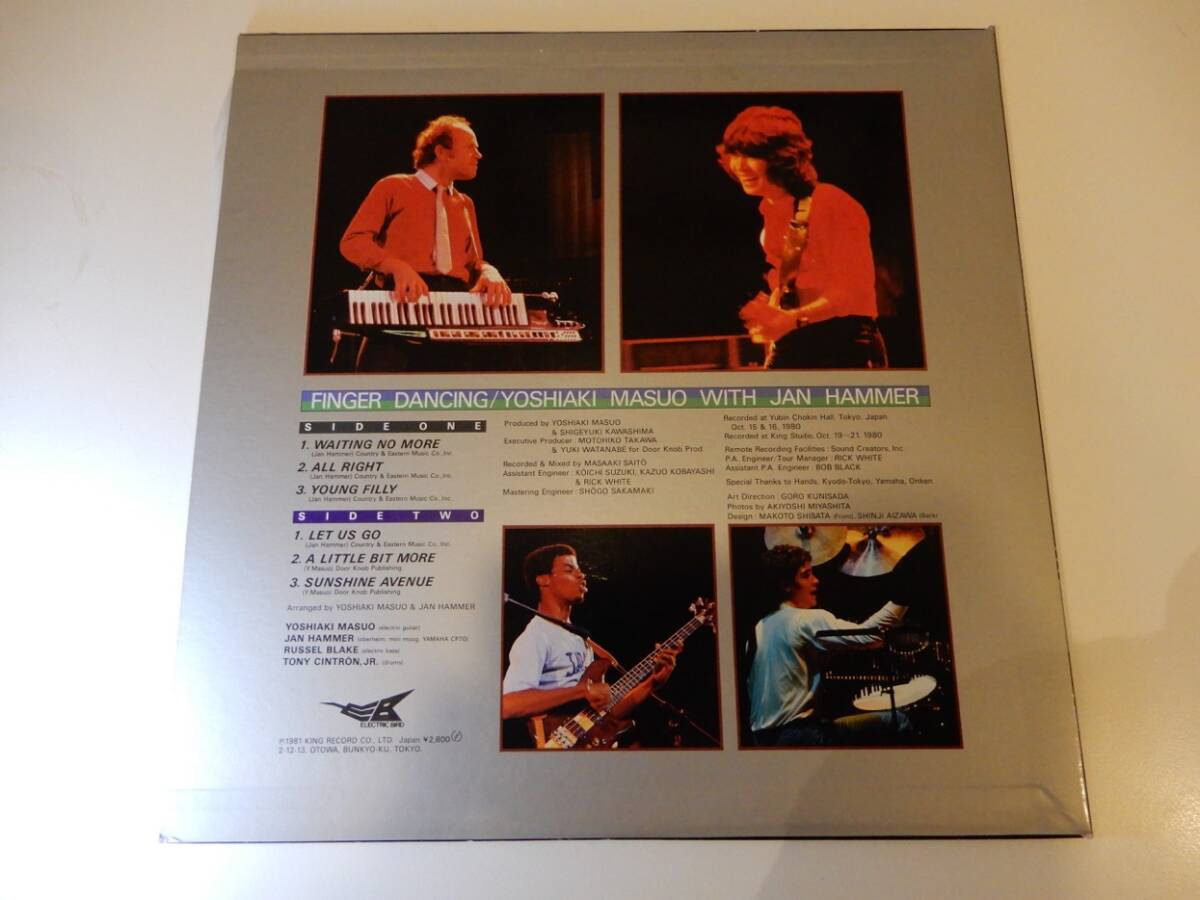 FINGER DANCING/YOSHIAKI MASUO WITH JAN HAMMER
SIDE ONE
1. WAITING NO MORE
(Jan Hammer) Country & Eastern Music Co., Inc.
2. ALL RIGHT
(Jan Hammer) Country & Eastern Music Co., Inc.
3. YOUNG FILLY
(Jan Hammer) Country & Eastern Music Co., Inc.
SIDE TWO
1. LET US GO
(Jan Hammer) Country & Eastern Music Co., Inc.
2. A LITTLE BIT MORE
(Y.Masuo) Door Knob Publishing
3. SUNSHINE AVENUE
(Y.Masuo) Door Knob Publishing
Arranged by YOSHIAKI MASUO & JAN HAMMER
YOSHIAKI MASUO (electric guitar)
JAN HAMMER (oberheim. mini moog. YAMAHA CP70)
RUSSEL BLAKE (electric bass)
TONY CINTRÓN, JR. (drums)
EB
ELECTRIC BIRD
℗1981 KING RECORD CO., LTD. Japan ¥2,800
2-12-13, OTOWA, BUNKYO-KU, TOKYO.
Produced by YOSHIAKI MASUO
& SHIGEYUKI KAWASHIMA
Executive Producer : MOTOHIKO TAKAWA
& YUKI WATANABE for Door Knob Prod.
Recorded & Mixed by MASAAKI SAITO
Assistant Engineer : KOICHI SUZUKI, KAZUO KOBAYASHI
& RICK WHITE
Mastering Engineer : SHŌGO SAKAMAKI
Recorded at Yubin Chokin Hall, Tokyo, Japan
Oct. 15 & 16, 1980
Recorded at King Studio, Oct. 19—21, 1980
Remote Recording Facilities : Sound Creators, Inc.
P.A. Engineer/Tour Manager : RICK WHITE
Assistant P.A. Engineer : BOB BLACK
Special Thanks to Hands, Kyodo-Tokyo, Yamaha, Onken
Art Direction : GORO KUNISADA
Photos by AKIYOSHI MIYASHITA
Design : MAKOTO SHIBATA (Front), SHINJI AIZAWA (Back)